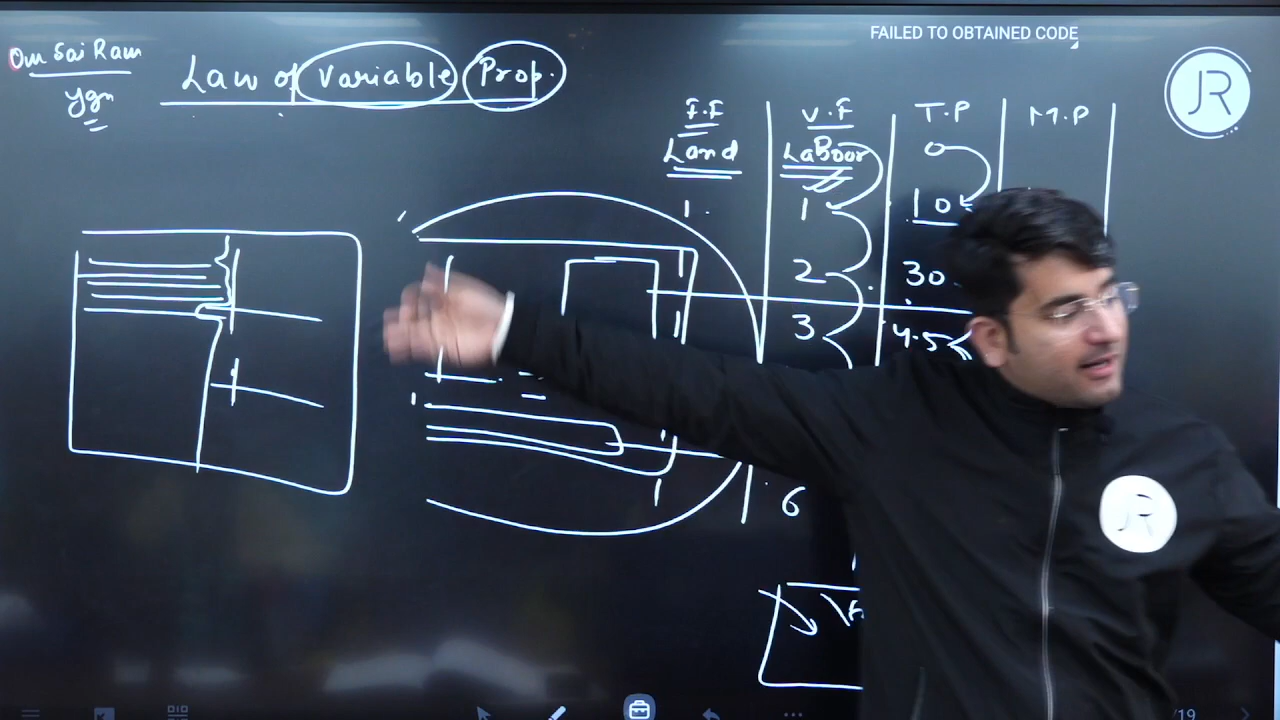 FAILED TO OBTAINED CODE
Om Sai Ram
Ygn
Law of Variable Prop.
JR
F.F V.F T.P M.P
Land Labour 0
1 1 10
2 30
3 45
6
JR
/19